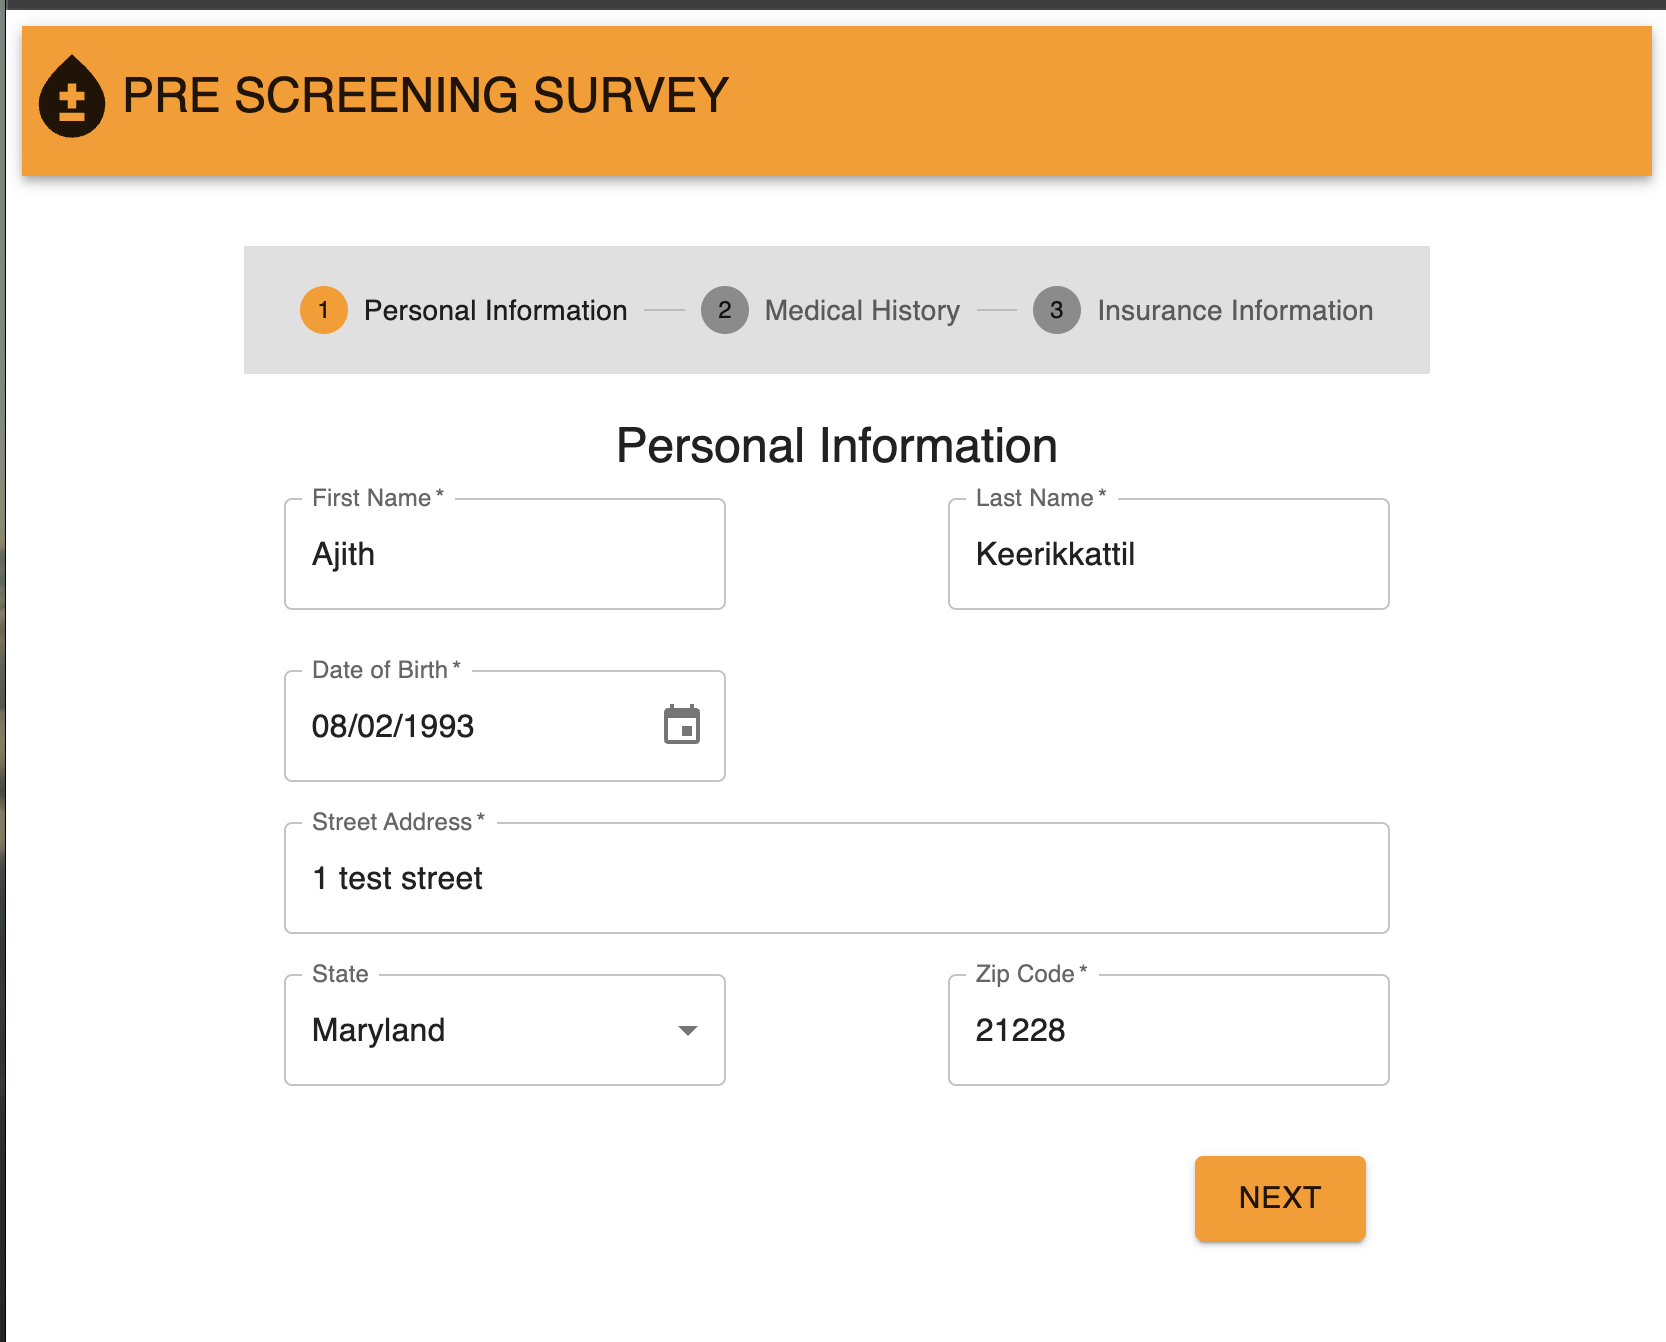 PRE SCREENING SURVEY
1 Personal Information 2 Medical History 3 Insurance Information
Personal Information
First Name * Last Name *
Ajith Keerikkattil
Date of Birth *
08/02/1993
Street Address *
1 test street
State Zip Code *
Maryland 21228
NEXT